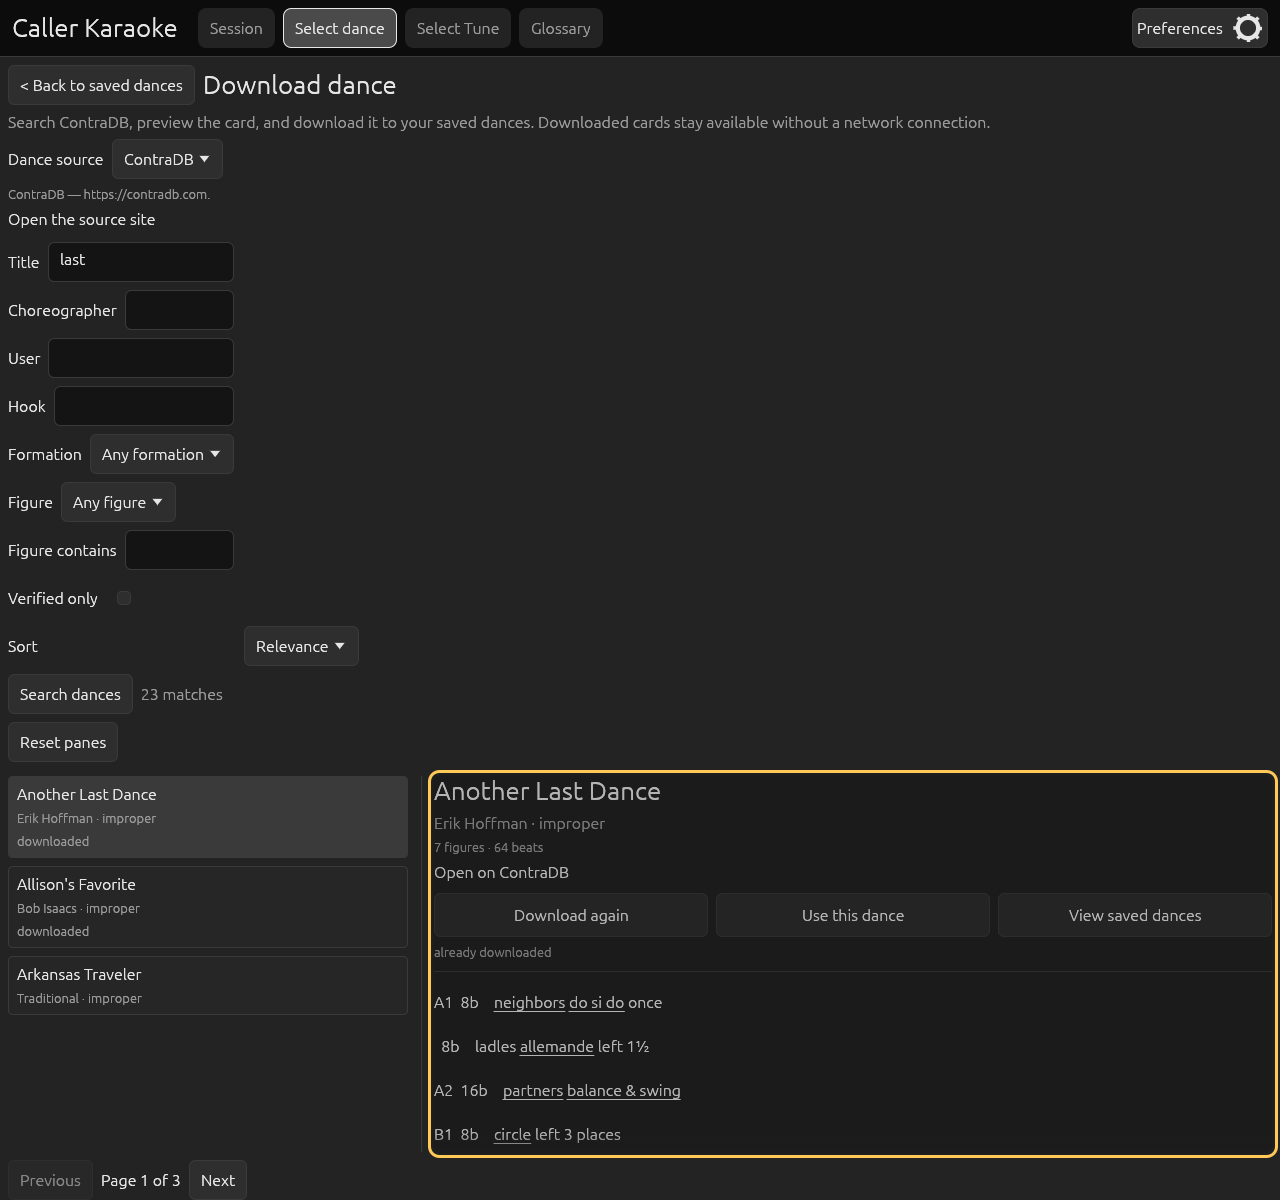 Caller Karaoke Session Select dance Select Tune Glossary Preferences
< Back to saved dances Download dance
Search ContraDB, preview the card, and download it to your saved dances. Downloaded cards stay available without a network connection.
Dance source ContraDB
ContraDB — https://contradb.com.
Open the source site
Title last
Choreographer
User
Hook
Formation Any formation
Figure Any figure
Figure contains
Verified only
Sort Relevance
Search dances 23 matches
Reset panes
Another Last Dance
Erik Hoffman · improper
downloaded
Allison's Favorite
Bob Isaacs · improper
downloaded
Arkansas Traveler
Traditional · improper
Another Last Dance
Erik Hoffman · improper
7 figures · 64 beats
Open on ContraDB
Download again Use this dance View saved dances
already downloaded
A1 8b neighbors do si do once
8b ladles allemande left 1½
A2 16b partners balance & swing
B1 8b circle left 3 places
Previous Page 1 of 3 Next